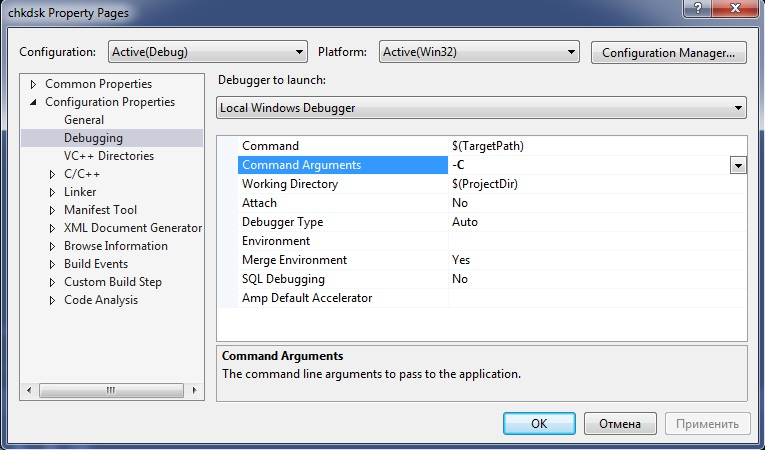 chkdsk Property Pages
?
Configuration: Active(Debug) Platform: Active(Win32) Configuration Manager...
Common Properties
Configuration Properties
General
Debugging
VC++ Directories
C/C++
Linker
Manifest Tool
XML Document Generator
Browse Information
Build Events
Custom Build Step
Code Analysis
Debugger to launch:
Local Windows Debugger
Command $(TargetPath)
Command Arguments -C
Working Directory $(ProjectDir)
Attach No
Debugger Type Auto
Environment
Merge Environment Yes
SQL Debugging No
Amp Default Accelerator
Command Arguments
The command line arguments to pass to the application.
OK Отмена Применить